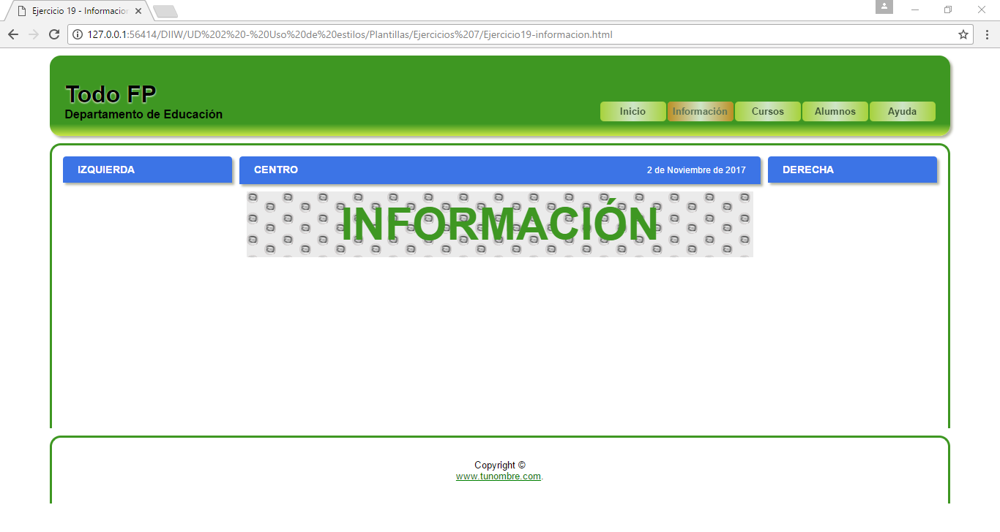 Ejercicio 19 - Informacion
127.0.0.1:56414/DIIW/UD%202%20-%20Uso%20de%20estilos/Plantillas/Ejercicios%207/Ejercicio19-informacion.html
Todo FP
Departamento de Educación
Inicio Información Cursos Alumnos Ayuda
IZQUIERDA CENTRO 2 de Noviembre de 2017 DERECHA
INFORMACIÓN
Copyright ©
www.tunombre.com.